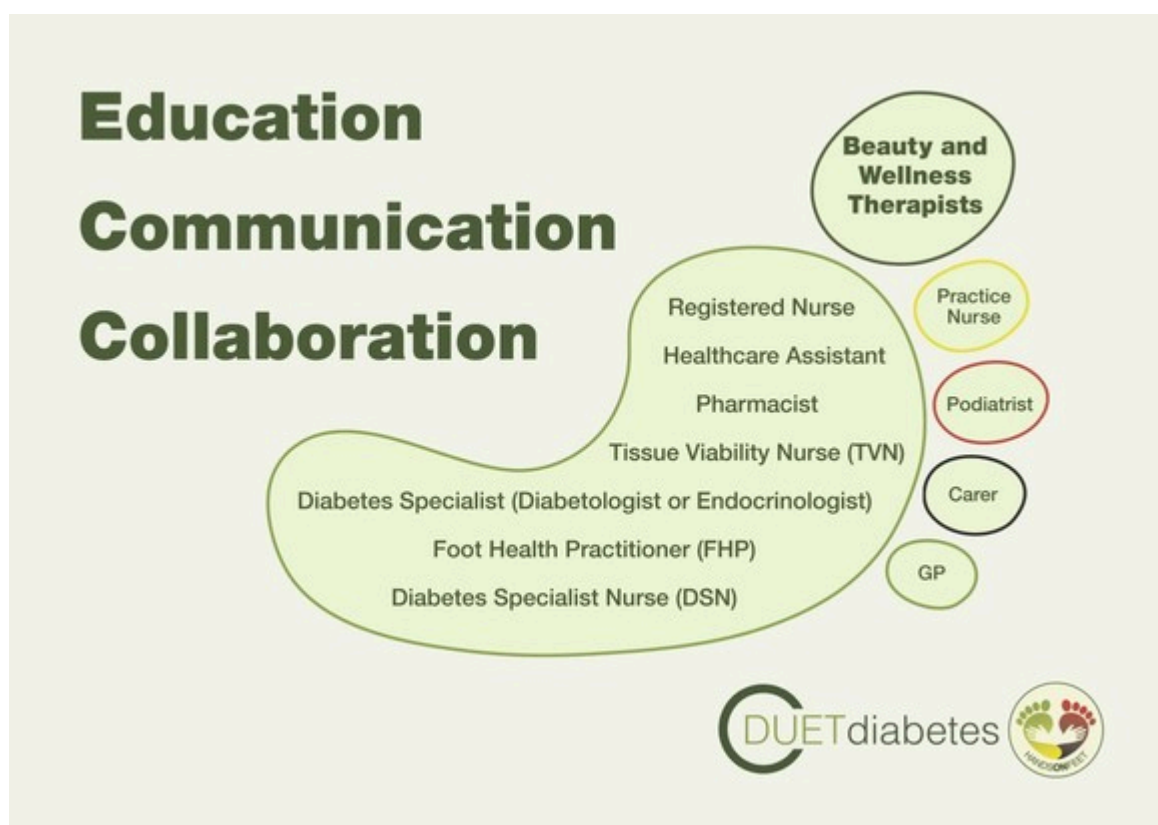 Education
Communication
Collaboration
Beauty and
Wellness
Therapists
Practice
Nurse
Podiatrist
Carer
GP
Registered Nurse
Healthcare Assistant
Pharmacist
Tissue Viability Nurse (TVN)
Diabetes Specialist (Diabetologist or Endocrinologist)
Foot Health Practitioner (FHP)
Diabetes Specialist Nurse (DSN)
DUETdiabetes
HANDSONFEET